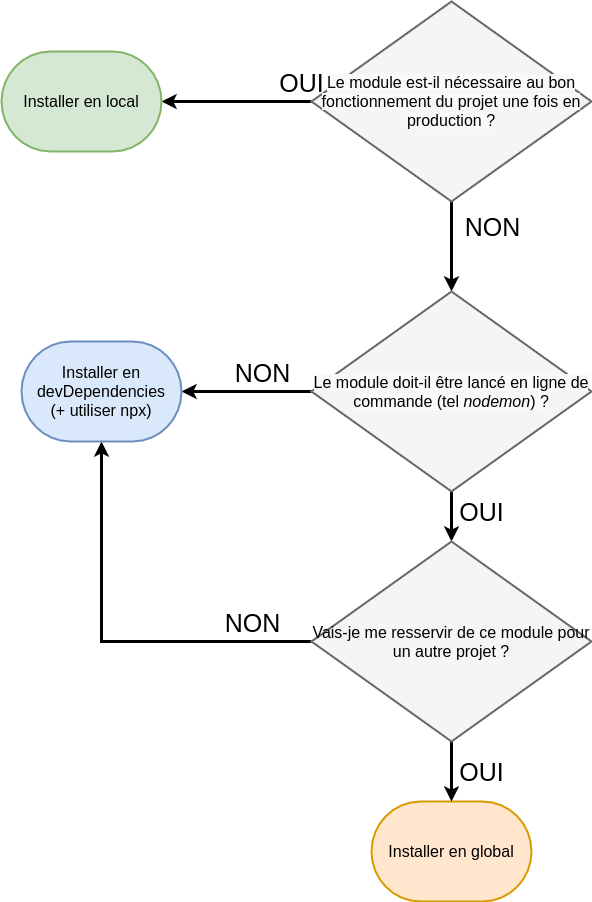 OUI
Le module est-il nécessaire au bon
fonctionnement du projet une fois en
production ?
Installer en local
NON
Le module doit-il être lancé en ligne de
commande (tel nodemon) ?
NON
Installer en
devDependencies
(+ utiliser npx)
OUI
Vais-je me resservir de ce module pour
un autre projet ?
NON
OUI
Installer en global